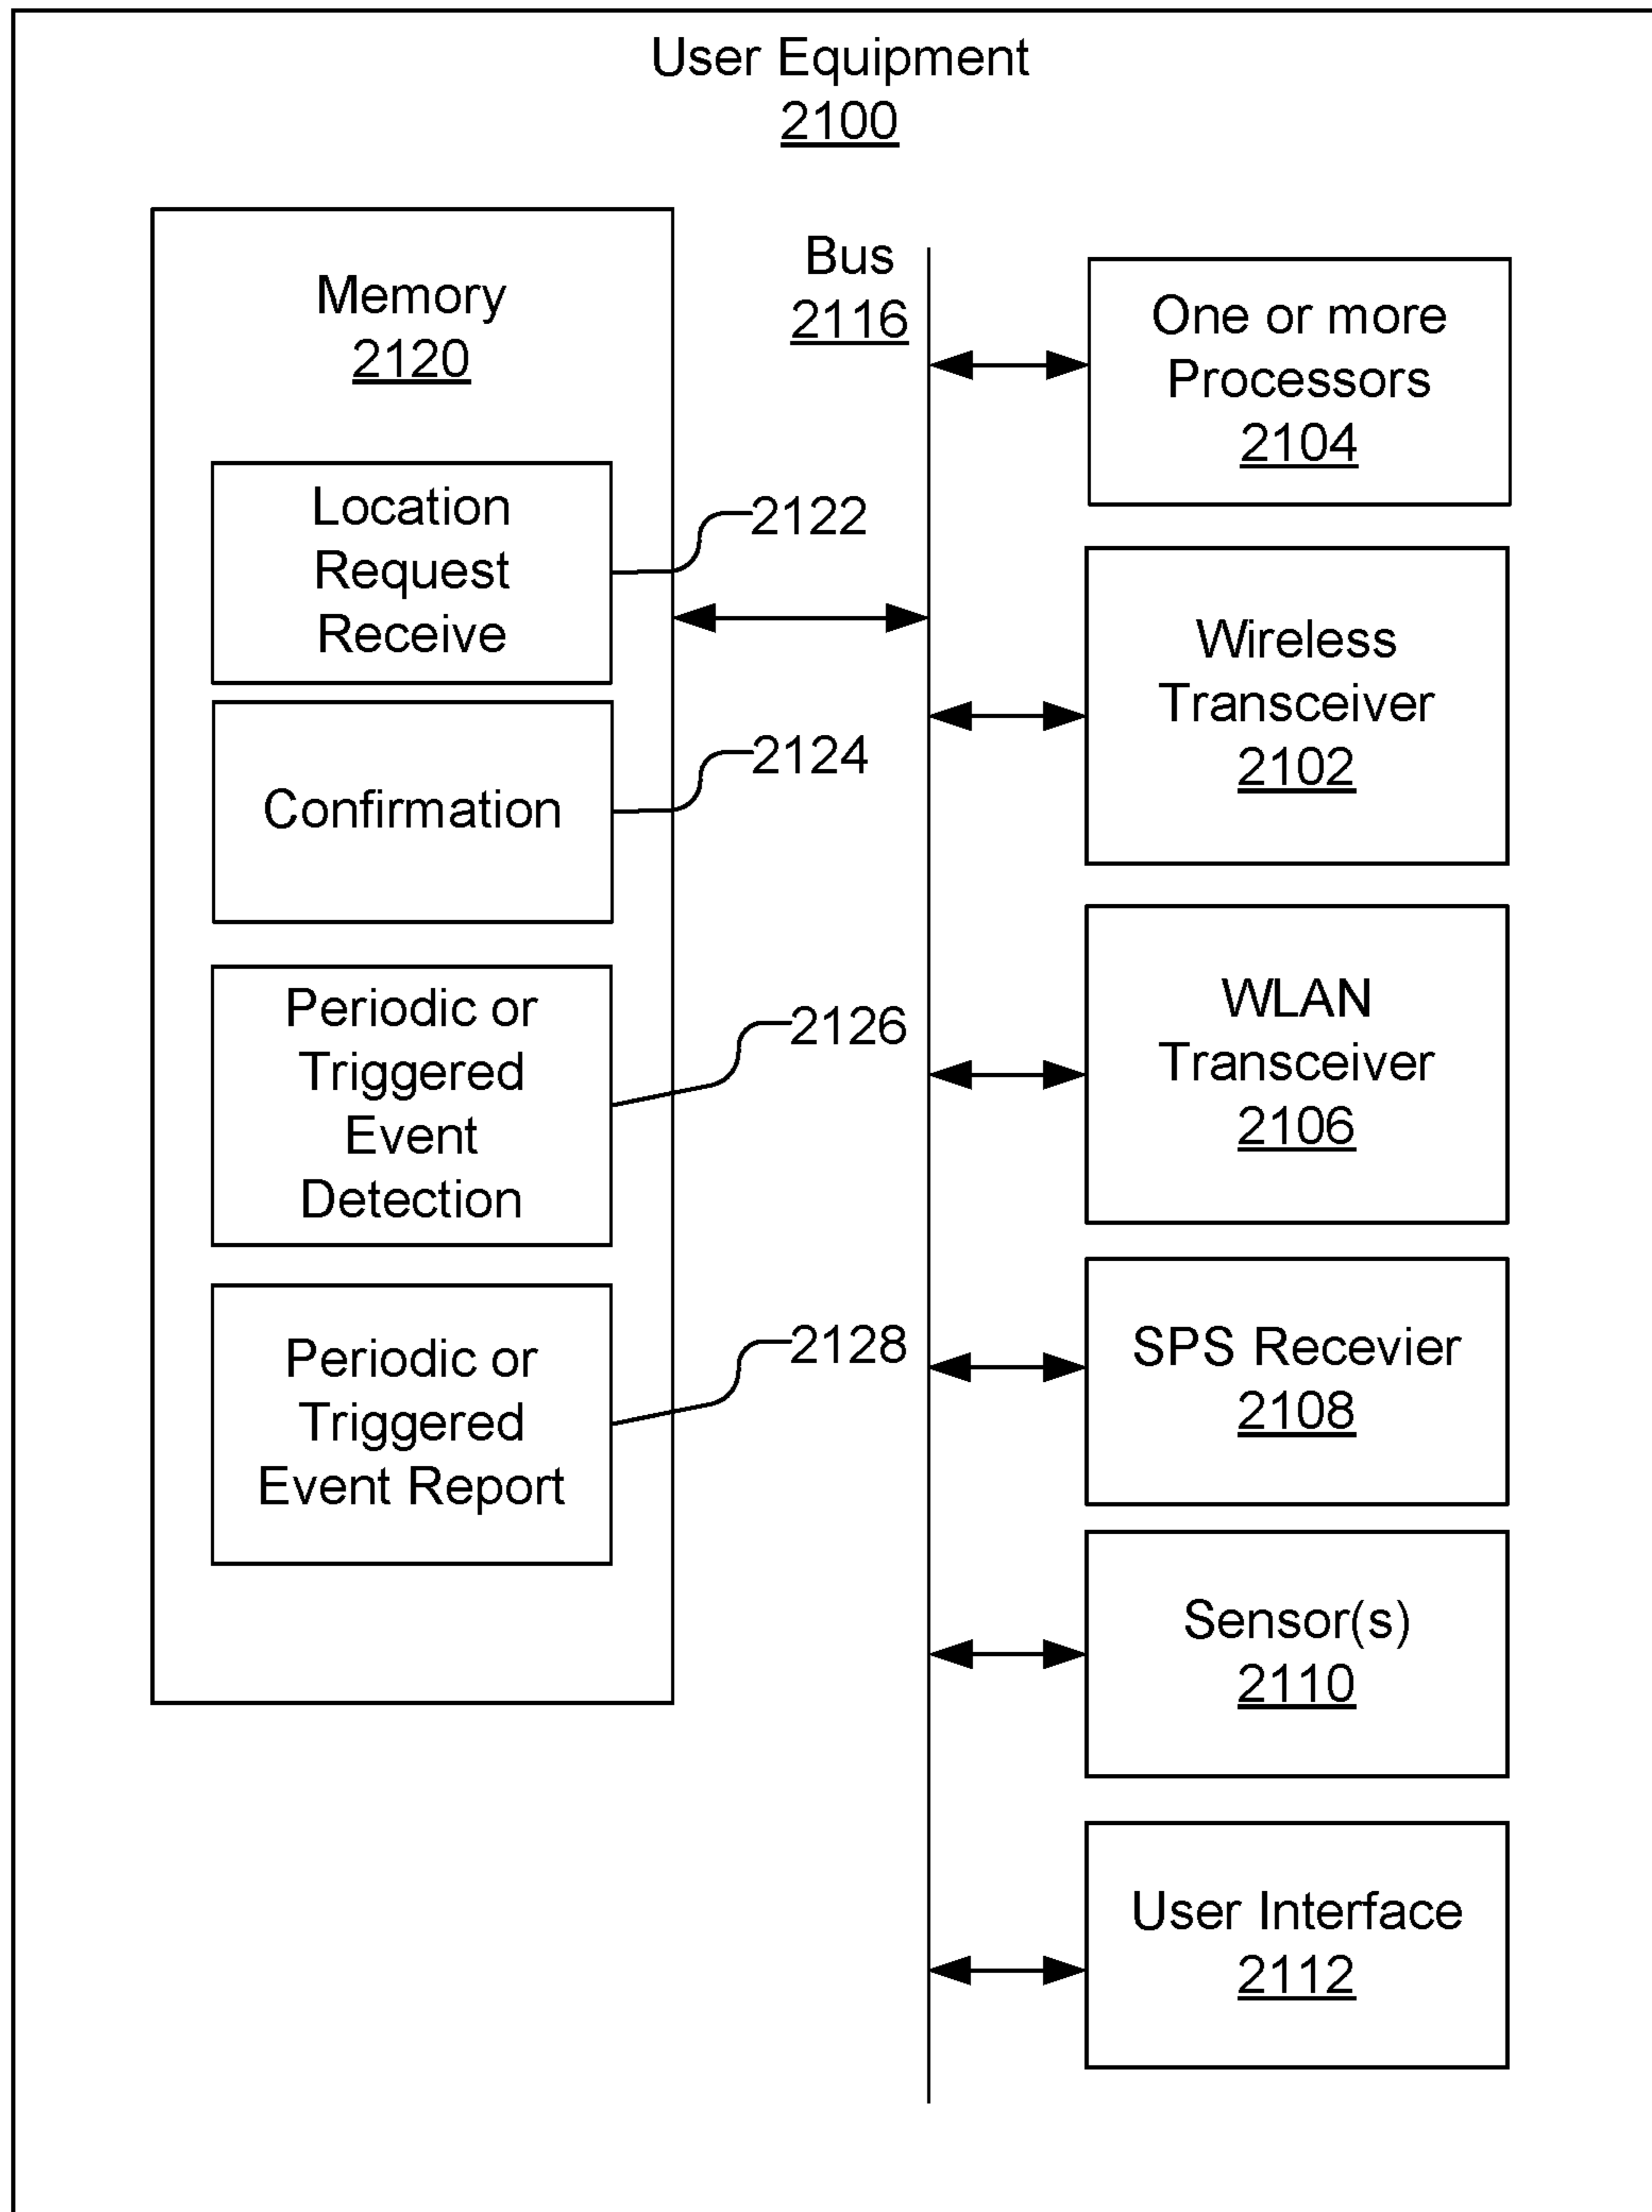 User Equipment
2100
Memory
2120
Location
Request
Receive
2122
Confirmation
2124
Periodic or
Triggered
Event
Detection
2126
Periodic or
Triggered
Event Report
2128
Bus
2116
One or more
Processors
2104
Wireless
Transceiver
2102
WLAN
Transceiver
2106
SPS Recevier
2108
Sensor(s)
2110
User Interface
2112